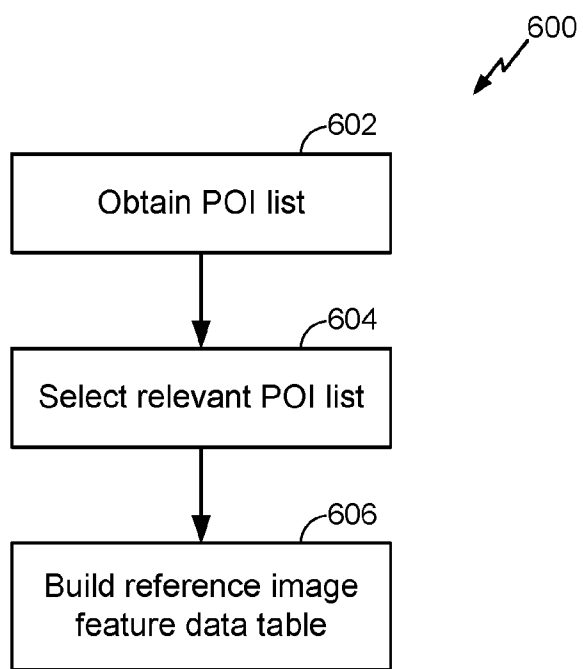 600
602
Obtain POI list
604
Select relevant POI list
606
Build reference image
feature data table